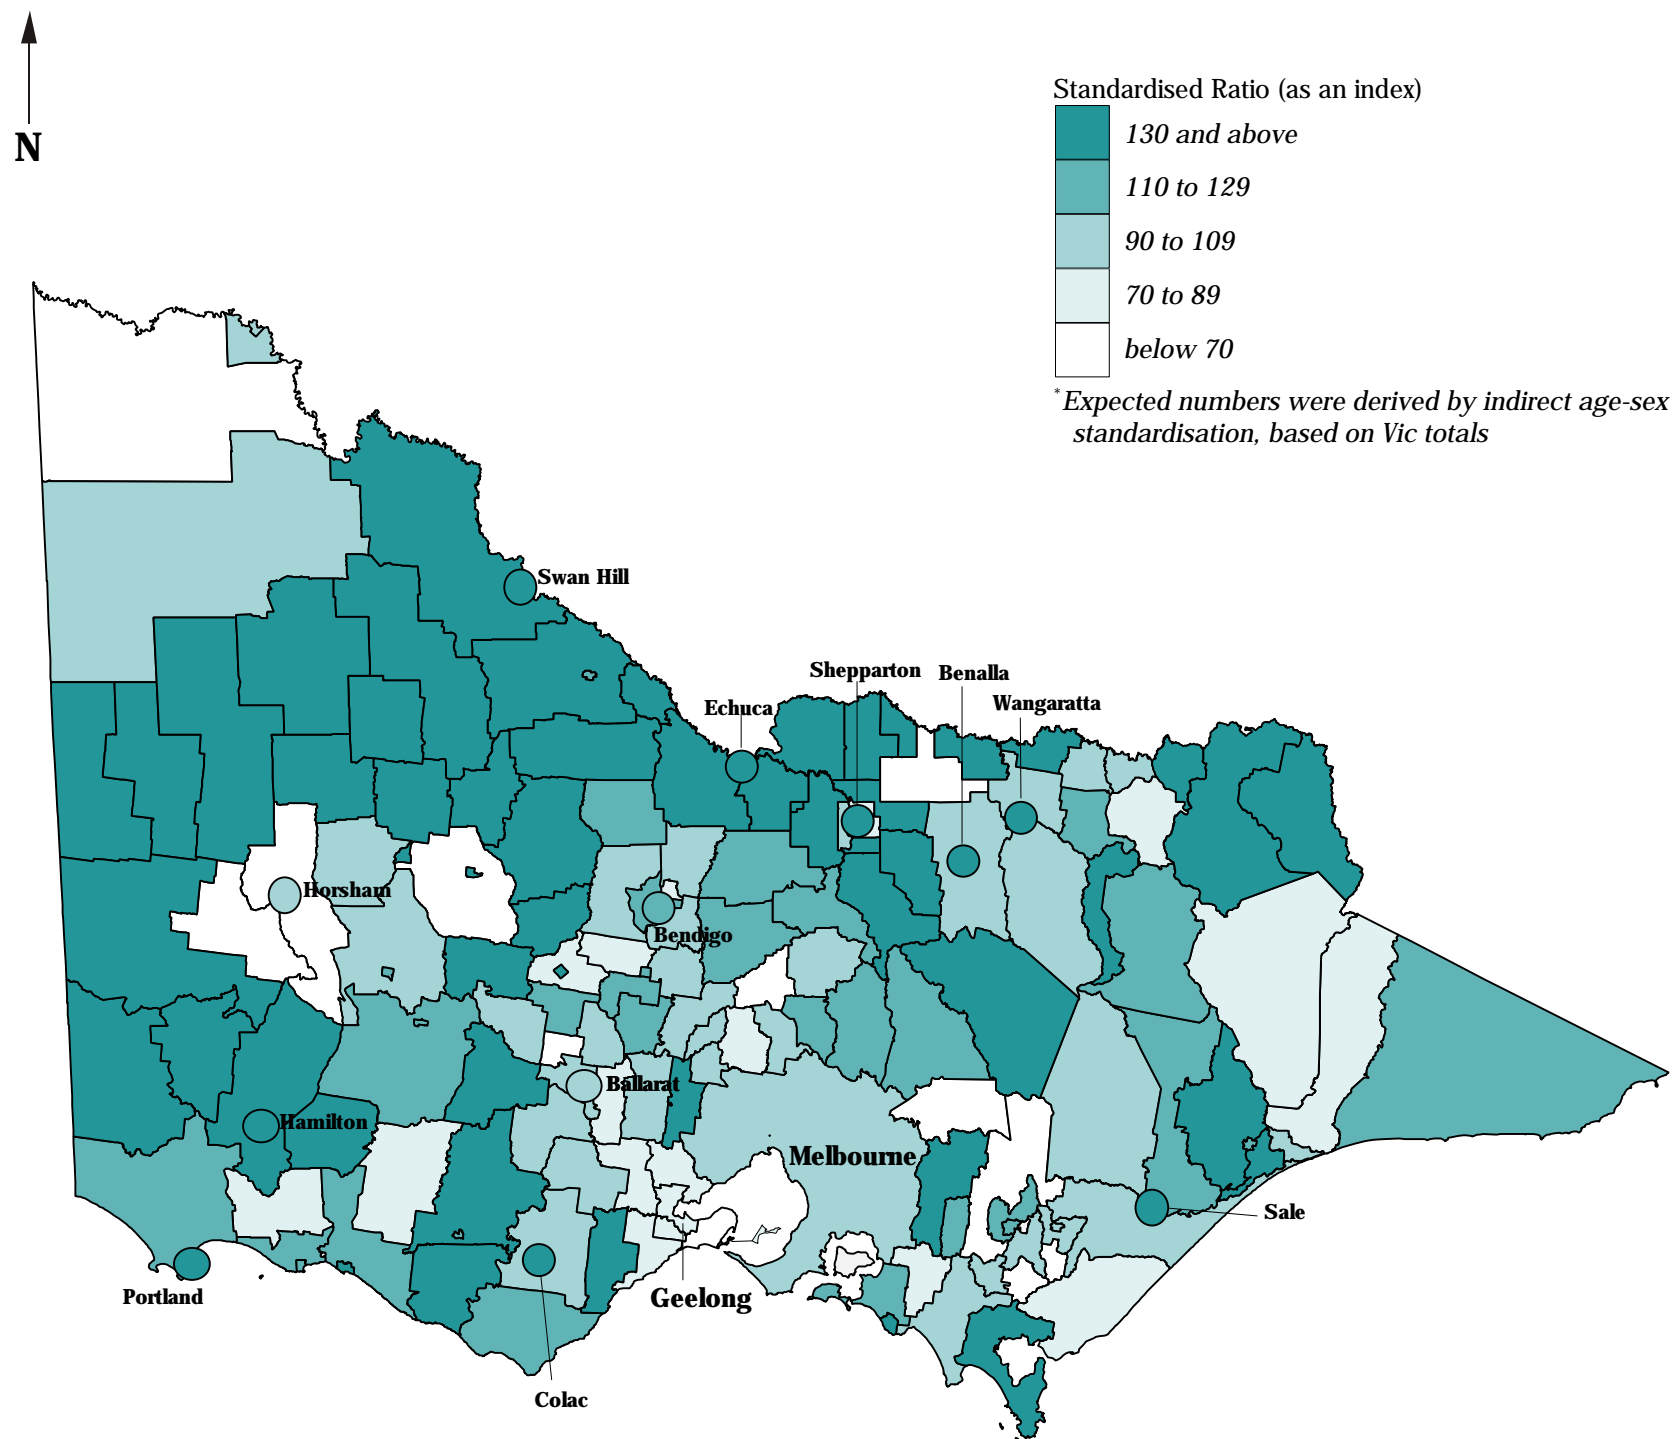 N
Standardised Ratio (as an index)
130 and above
110 to 129
90 to 109
70 to 89
below 70
*Expected numbers were derived by indirect age-sex
standardisation, based on Vic totals
Swan Hill
Shepparton
Benalla
Wangaratta
Echuca
Horsham
Bendigo
Ballarat
Hamilton
Melbourne
Sale
Portland
Geelong
Colac